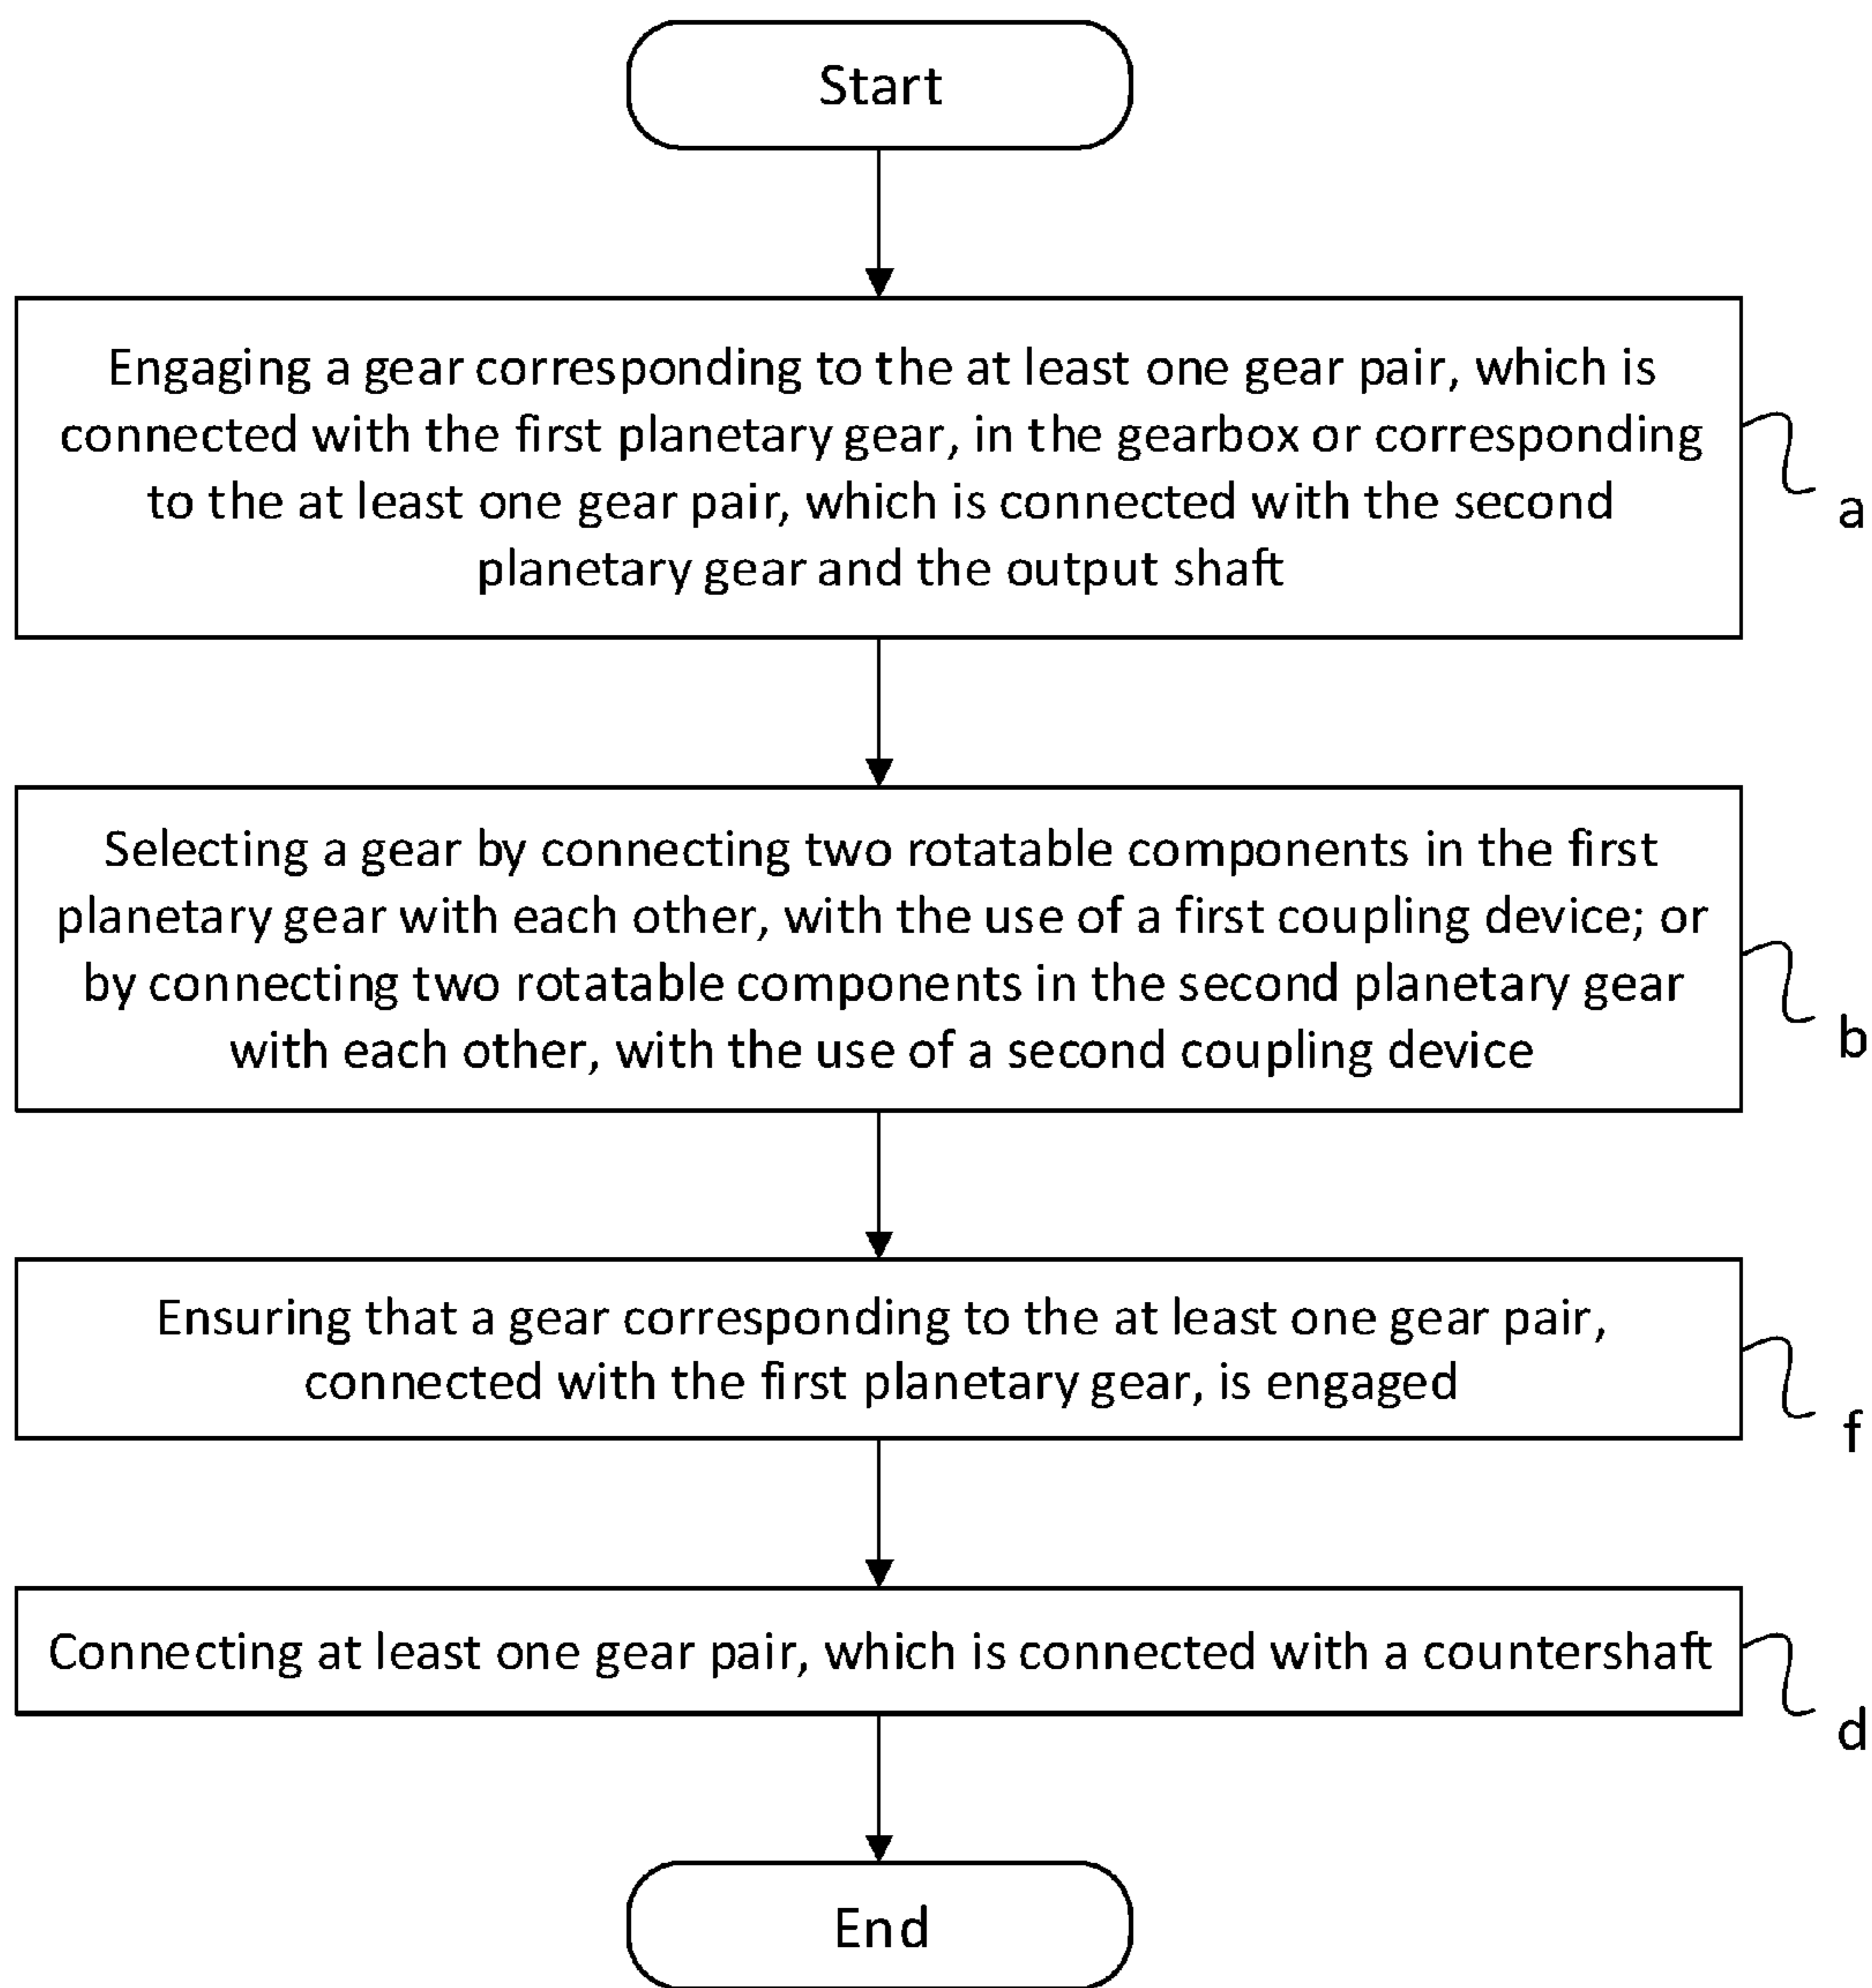 Start
Engaging a gear corresponding to the at least one gear pair, which is
connected with the first planetary gear, in the gearbox or corresponding
to the at least one gear pair, which is connected with the second
planetary gear and the output shaft
a
Selecting a gear by connecting two rotatable components in the first
planetary gear with each other, with the use of a first coupling device; or
by connecting two rotatable components in the second planetary gear
with each other, with the use of a second coupling device
b
Ensuring that a gear corresponding to the at least one gear pair,
connected with the first planetary gear, is engaged
f
Connecting at least one gear pair, which is connected with a countershaft
d
End